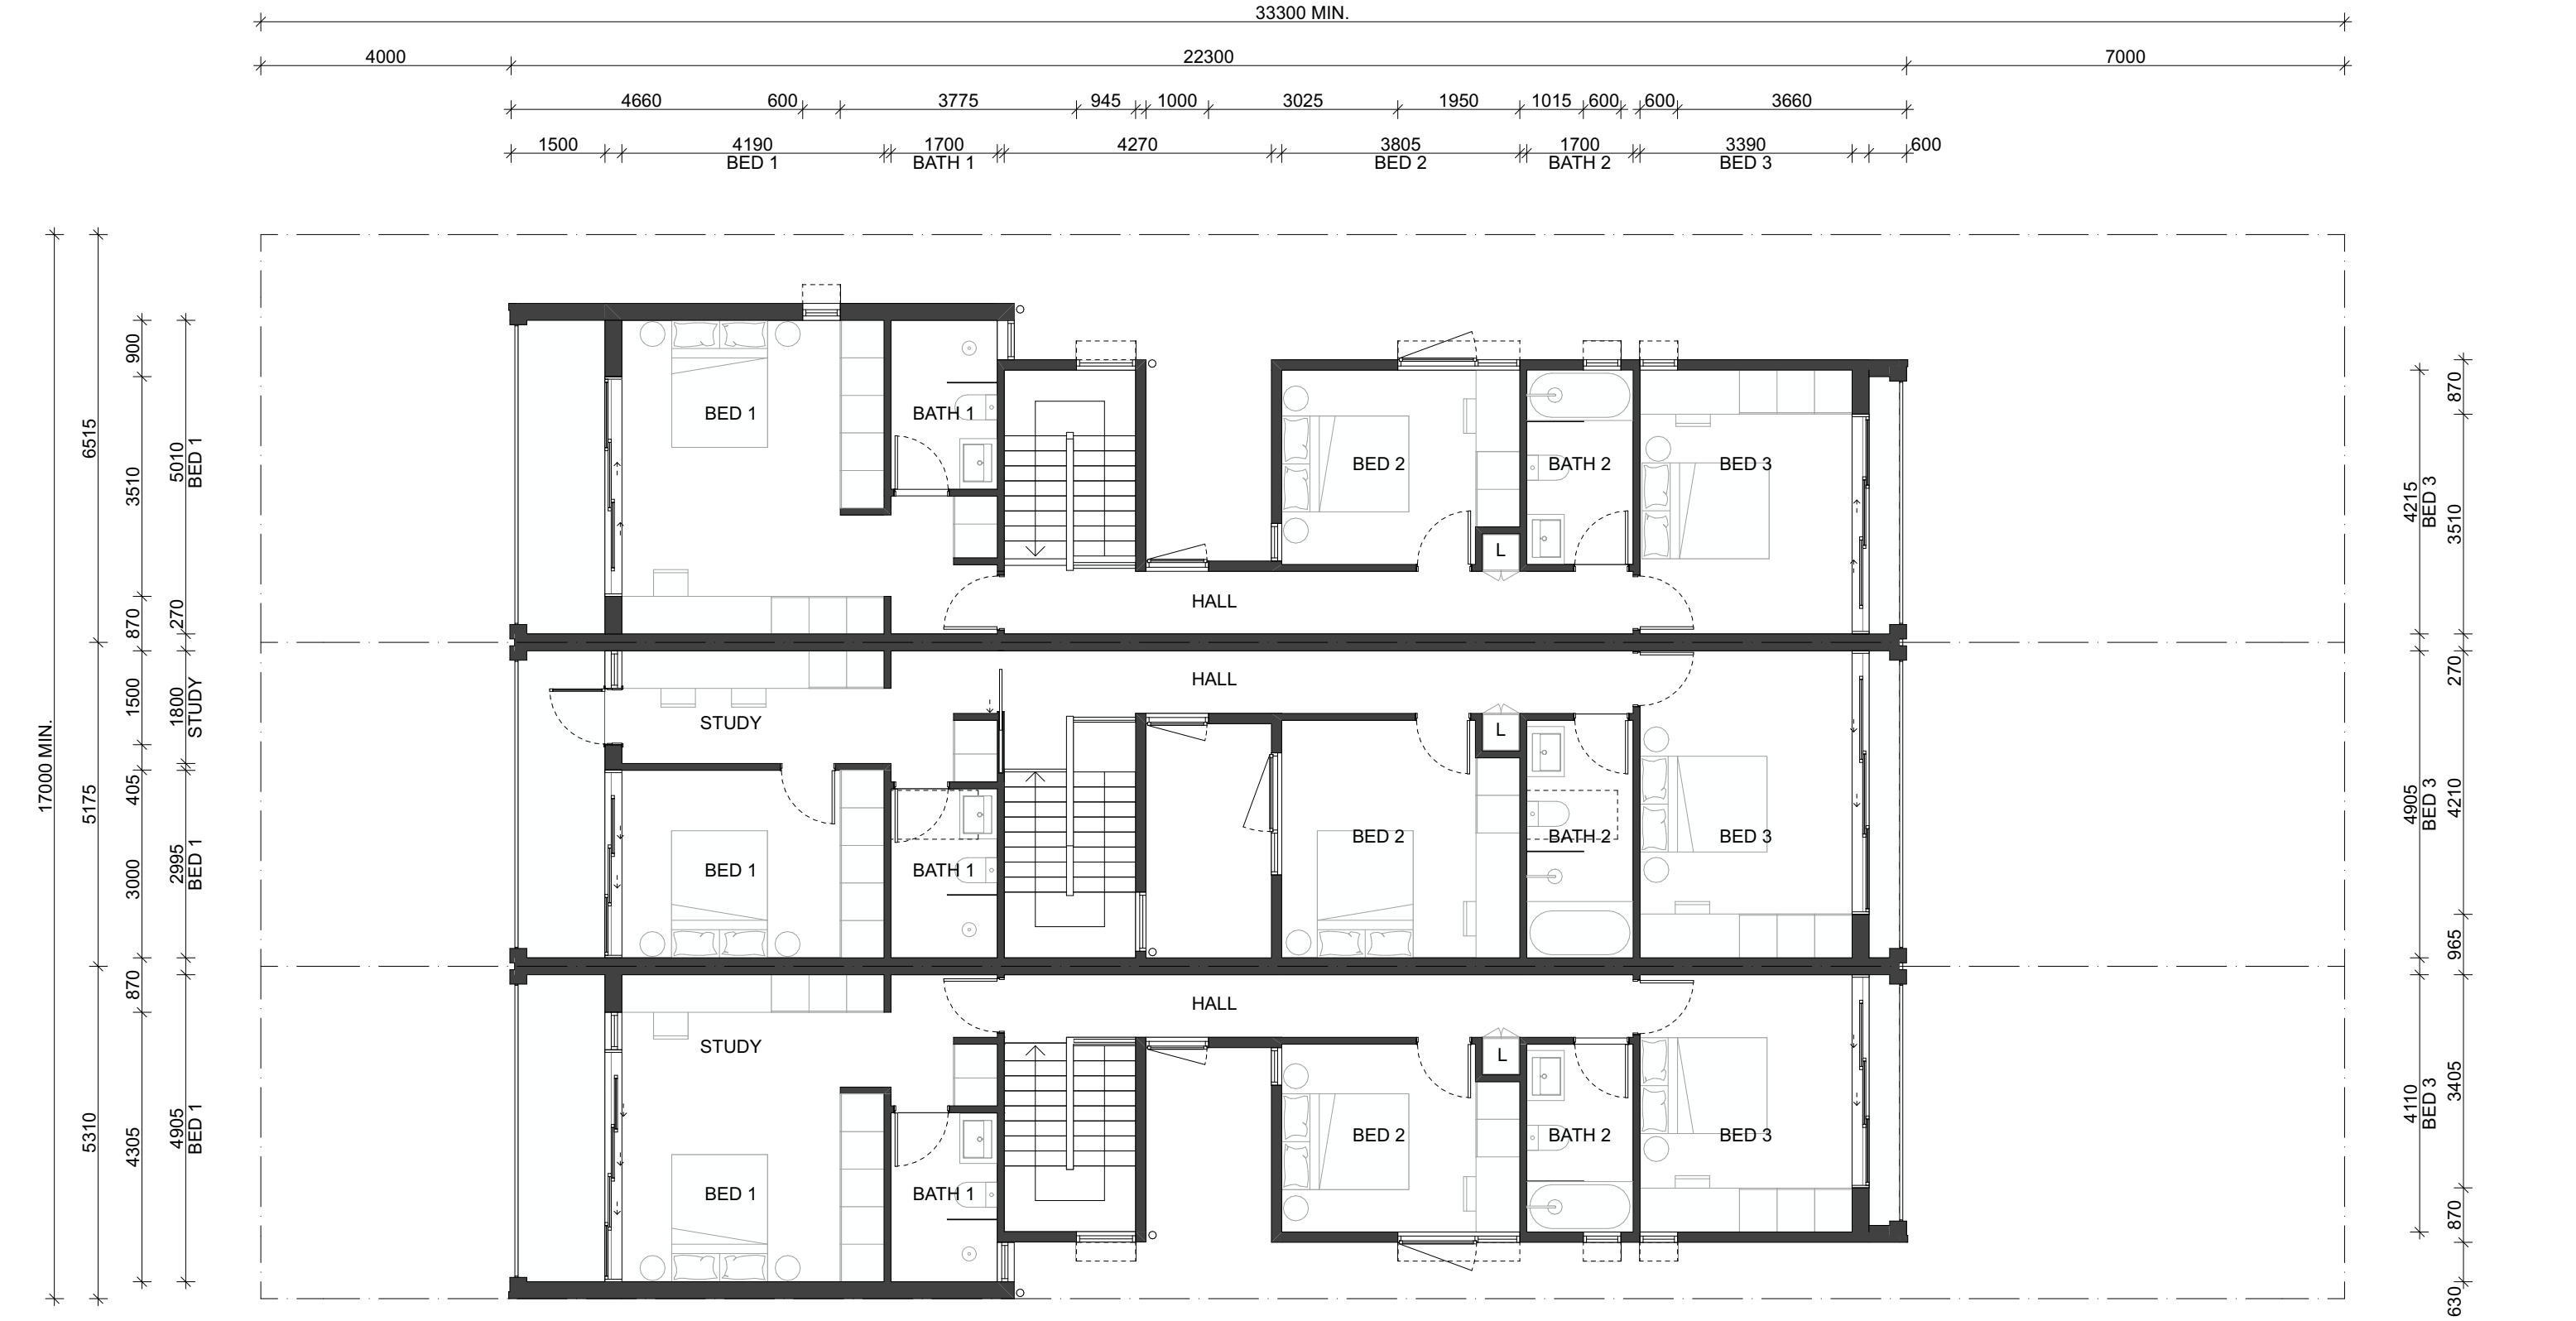 33300 MIN.
4000 22300 7000
4660 600 3775 945 1000 3025 1950 1015 600 600 3660
1500 4190 1700 4270 3805 1700 3390 600
BED 1 BATH 1 BED 2 BATH 2 BED 3
17000 MIN.
6515
5175
5310
900
3510
870
1500
405
3000
870
4305
5010
BED 1
270
1800
STUDY
2995
BED 1
4905
BED 1
BED 1 BATH 1
BED 2 BATH 2 BED 3
L
HALL
HALL
STUDY
L
BED 2 BATH 2 BED 3
BED 1 BATH 1
HALL
STUDY
L
BED 2 BATH 2 BED 3
BED 1 BATH 1
4215
BED 3
4905
BED 3
4110
BED 3
870
3510
270
4210
965
3405
870
630